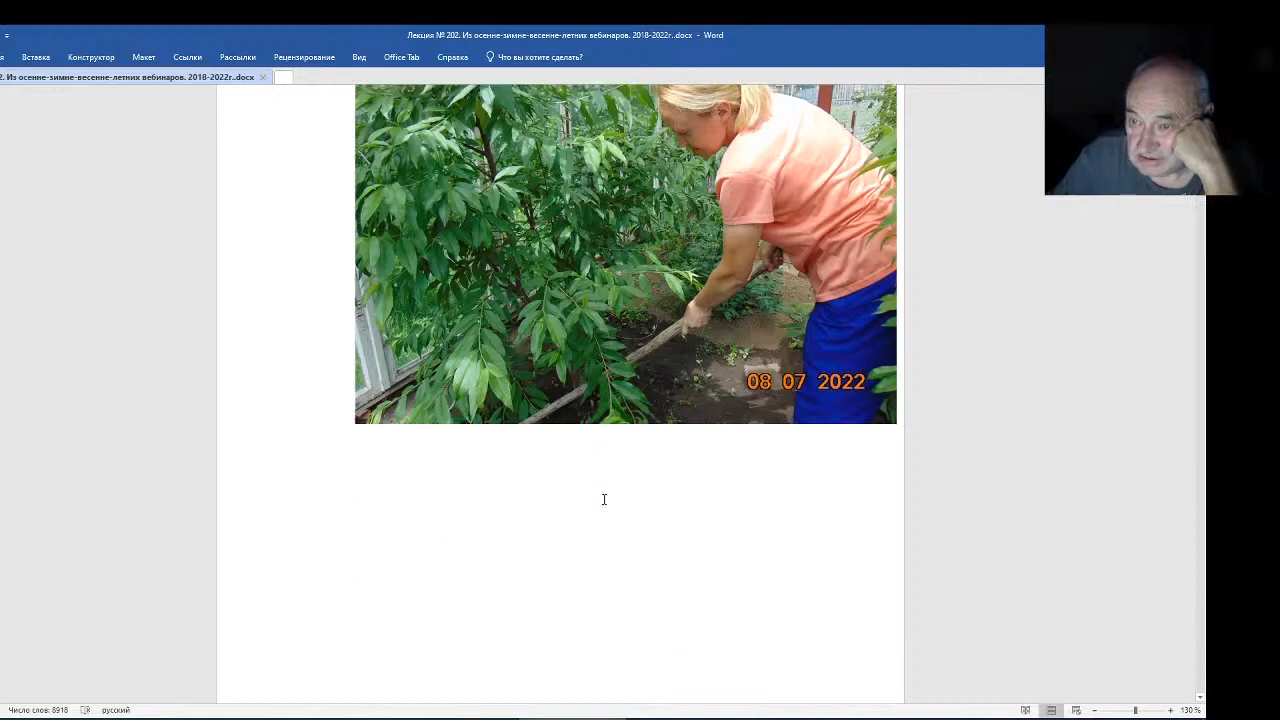 Лекция № 202. Из осенне-зимне-весенне-летних вебинаров. 2018-2022г..docx - Word
я Вставка Конструктор Макет Ссылки Рассылки Рецензирование Вид Office Tab Справка Что вы хотите сделать?
2. Из осенне-зимне-весенне-летних вебинаров. 2018-2022г..docx
08 07 2022
Число слов: 8918 русский 130 %